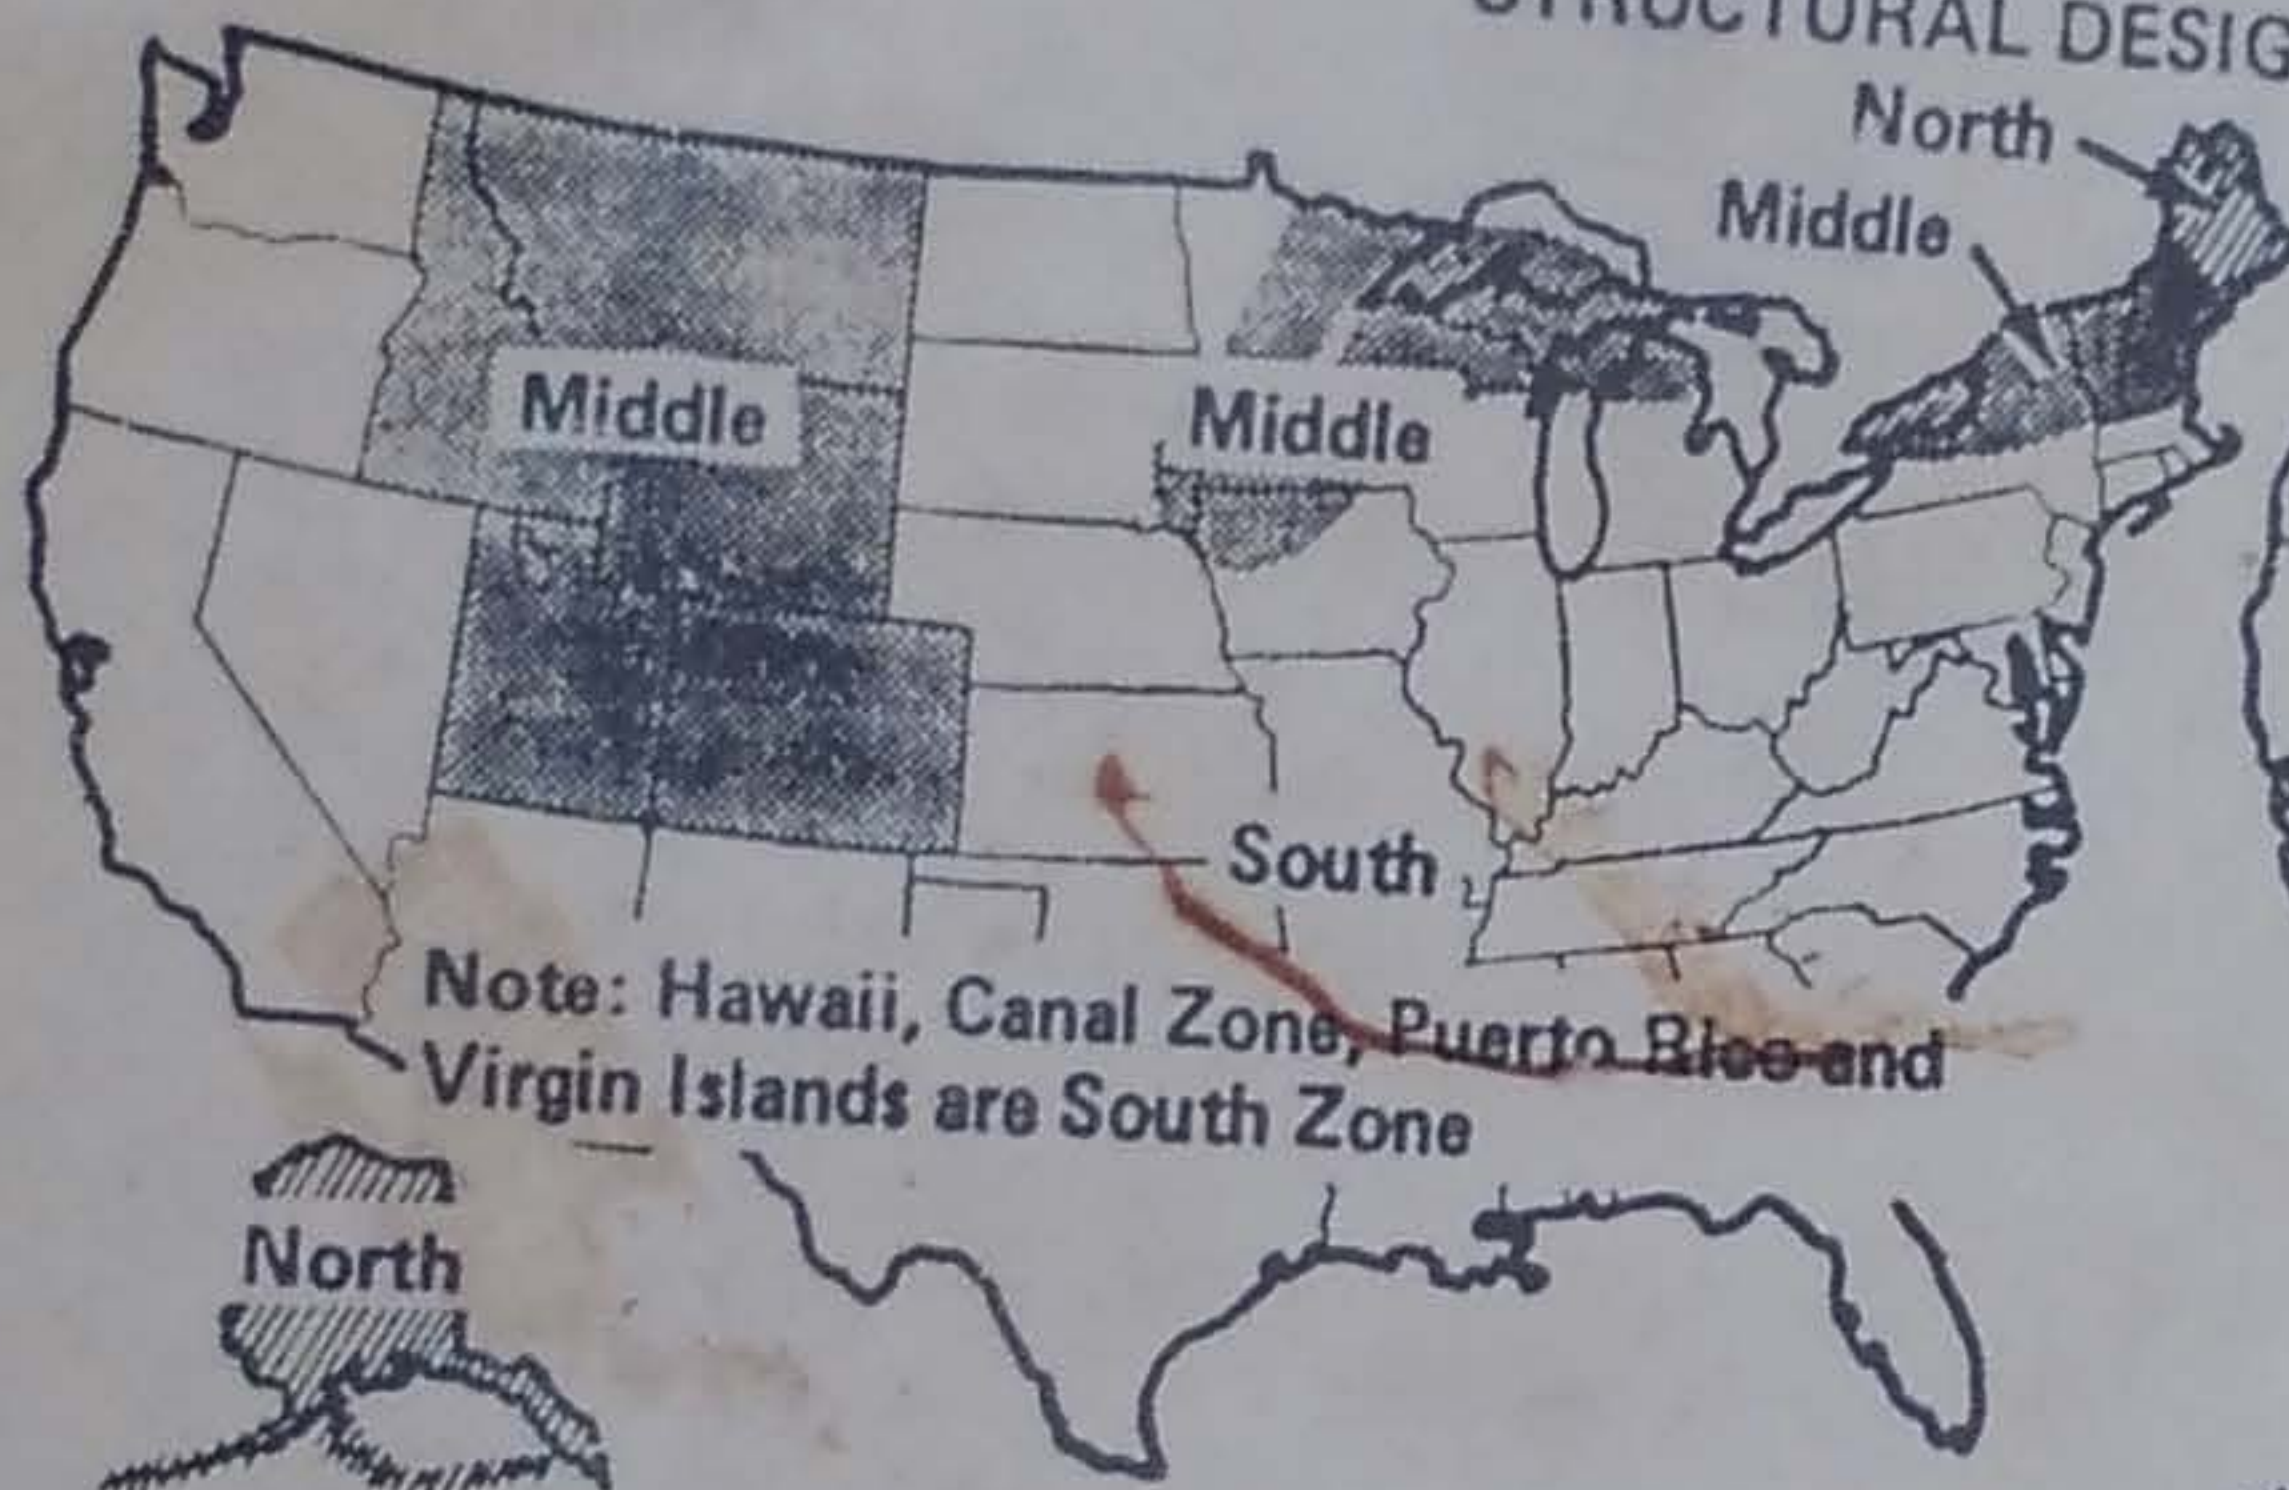 STRUCTURAL DESIG
North
Middle
Middle
Middle
South
Note: Hawaii, Canal Zone, Puerto Rico and
Virgin Islands are South Zone
North